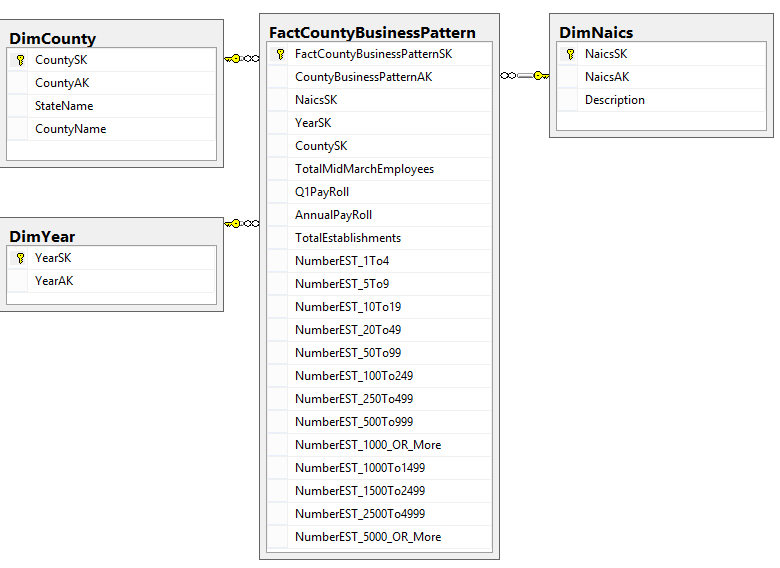 DimCounty
CountySK
CountyAK
StateName
CountyName
DimYear
YearSK
YearAK
FactCountyBusinessPattern
FactCountyBusinessPatternSK
CountyBusinessPatternAK
NaicsSK
YearSK
CountySK
TotalMidMarchEmployees
Q1PayRoll
AnnualPayRoll
TotalEstablishments
NumberEST_1To4
NumberEST_5To9
NumberEST_10To19
NumberEST_20To49
NumberEST_50To99
NumberEST_100To249
NumberEST_250To499
NumberEST_500To999
NumberEST_1000_OR_More
NumberEST_1000To1499
NumberEST_1500To2499
NumberEST_2500To4999
NumberEST_5000_OR_More
DimNaics
NaicsSK
NaicsAK
Description